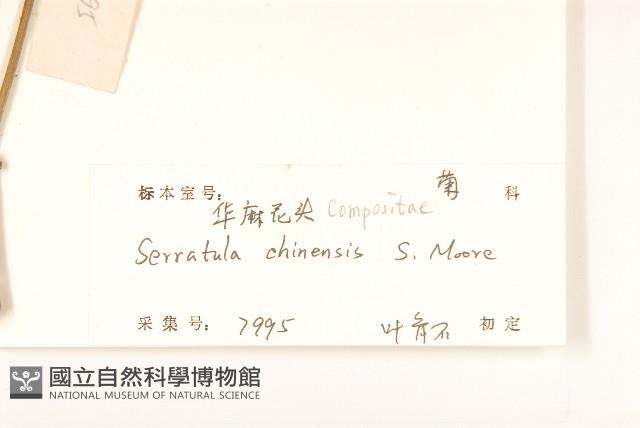 标本室号: 菊 科
华麻花头 Compositae
Serratula chinensis S. Moore
采集号: 7995 叶 初定
國立自然科學博物館
NATIONAL MUSEUM OF NATURAL SCIENCE